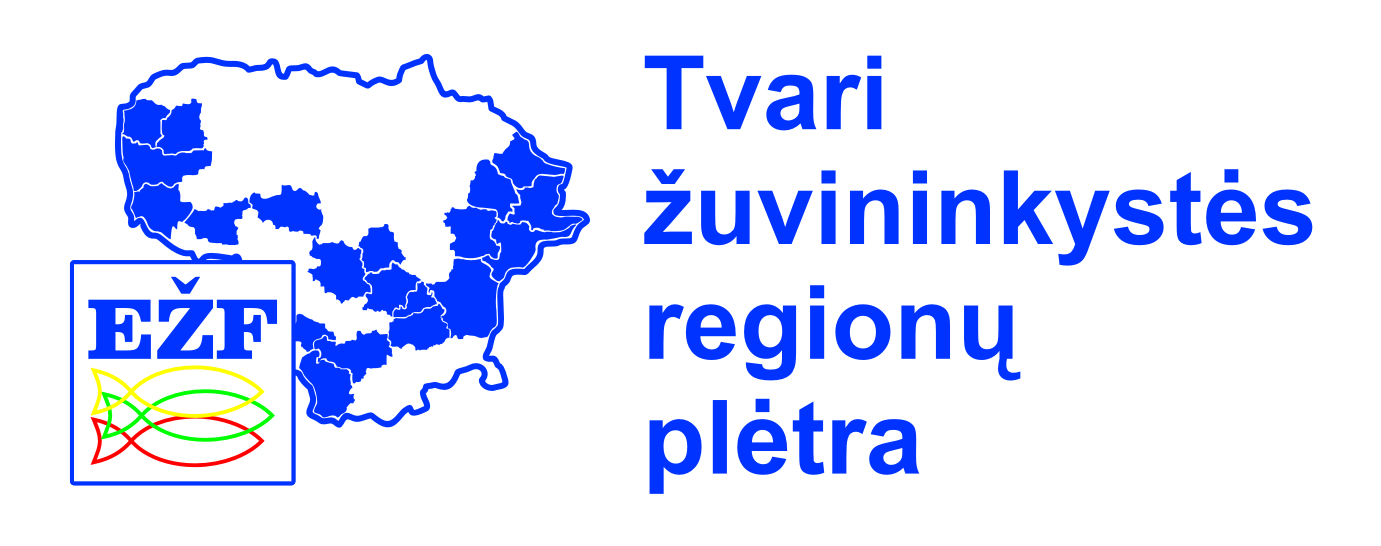 EŽF
Tvari
žuvininkystės
regionų
plėtra